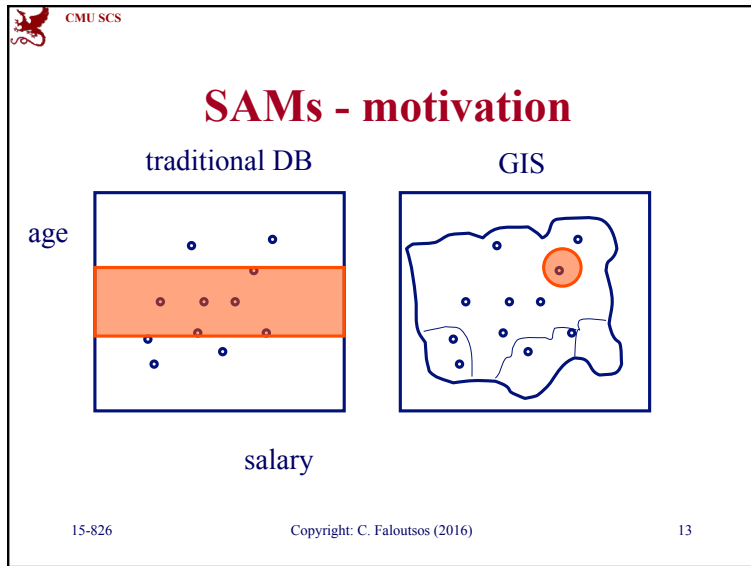 CMU SCS
SAMs - motivation
traditional DB
GIS
age
salary
15-826
Copyright: C. Faloutsos (2016)
13